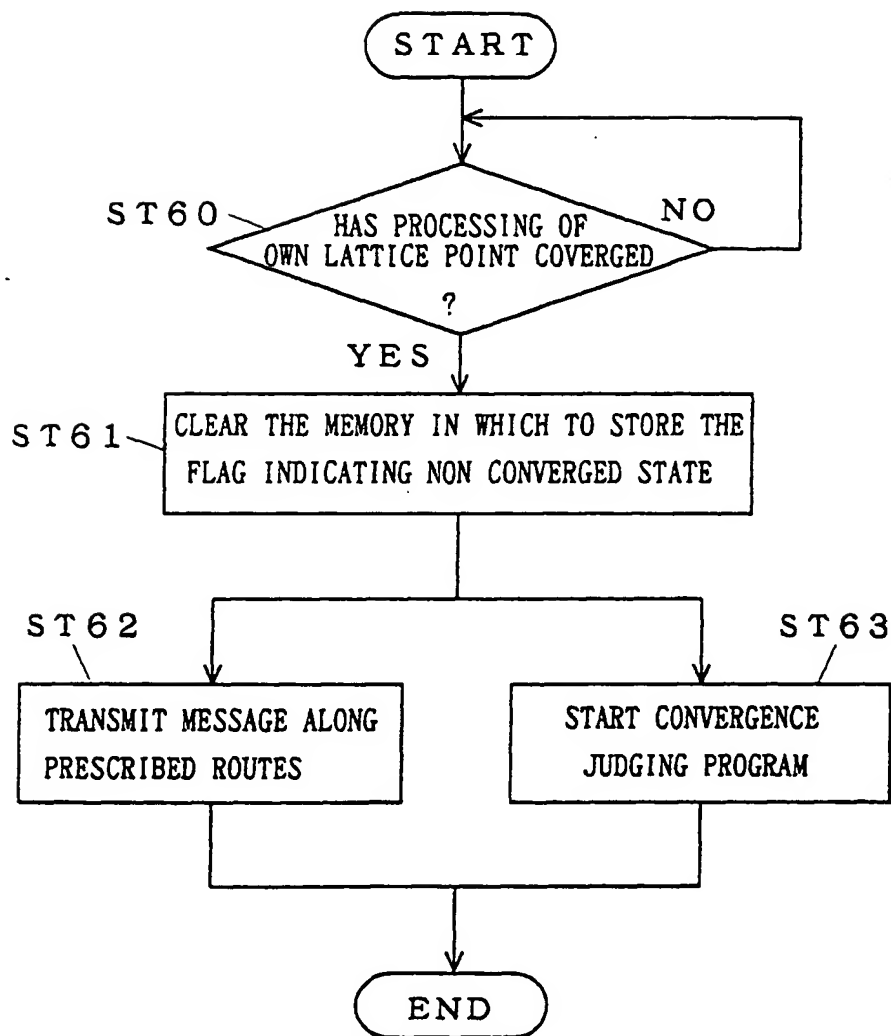 START
ST60
NO
HAS PROCESSING OF
OWN LATTICE POINT COVERGED
?
YES
ST61
CLEAR THE MEMORY IN WHICH TO STORE THE
FLAG INDICATING NON CONVERGED STATE
ST62
ST63
TRANSMIT MESSAGE ALONG
PRESCRIBED ROUTES
START CONVERGENCE
JUDGING PROGRAM
END